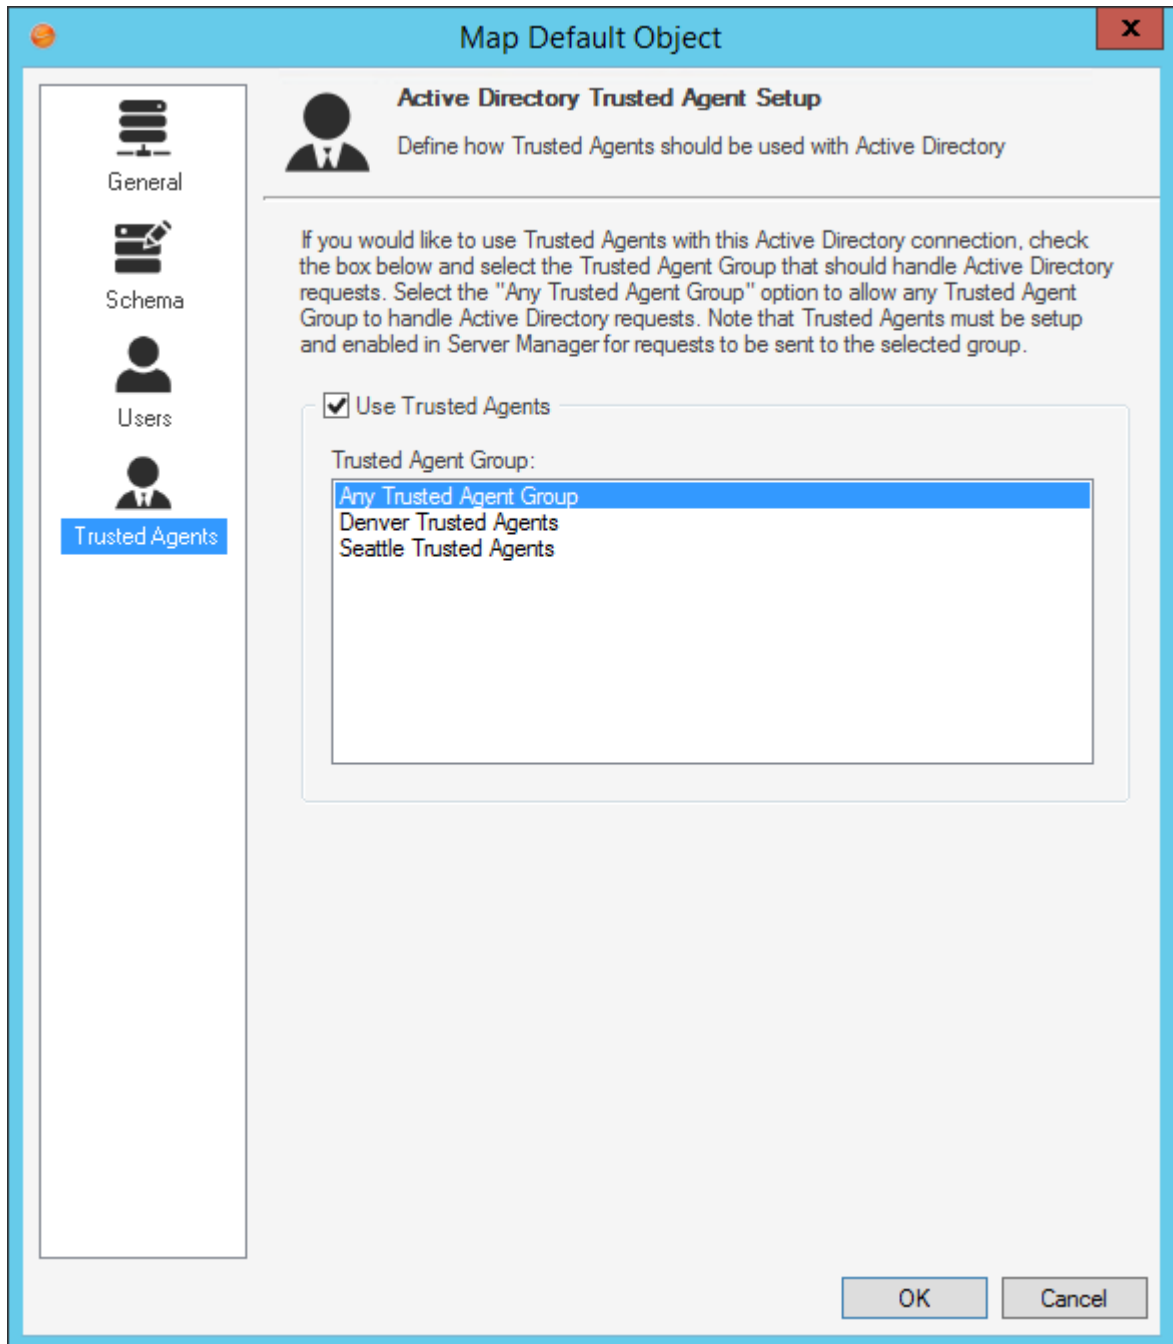 Map Default Object
x
General
Schema
Users
Trusted Agents
Active Directory Trusted Agent Setup
Define how Trusted Agents should be used with Active Directory
If you would like to use Trusted Agents with this Active Directory connection, check
the box below and select the Trusted Agent Group that should handle Active Directory
requests. Select the "Any Trusted Agent Group" option to allow any Trusted Agent
Group to handle Active Directory requests. Note that Trusted Agents must be setup
and enabled in Server Manager for requests to be sent to the selected group.
Use Trusted Agents
Trusted Agent Group:
Any Trusted Agent Group
Denver Trusted Agents
Seattle Trusted Agents
OK
Cancel